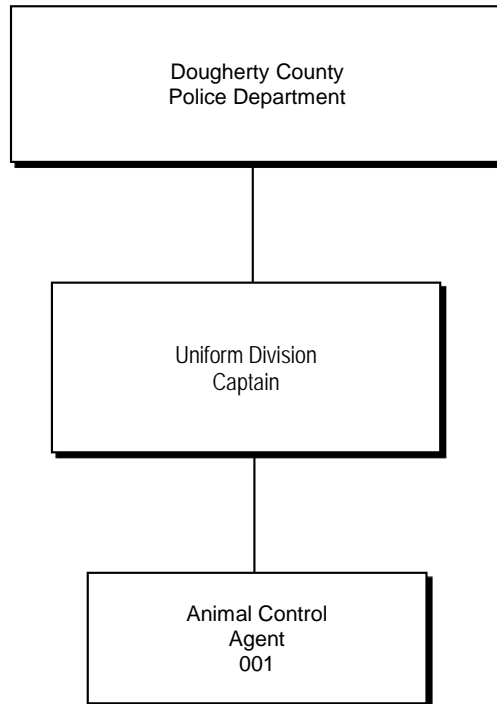 Dougherty County
Police Department
Uniform Division
Captain
Animal Control
Agent
001